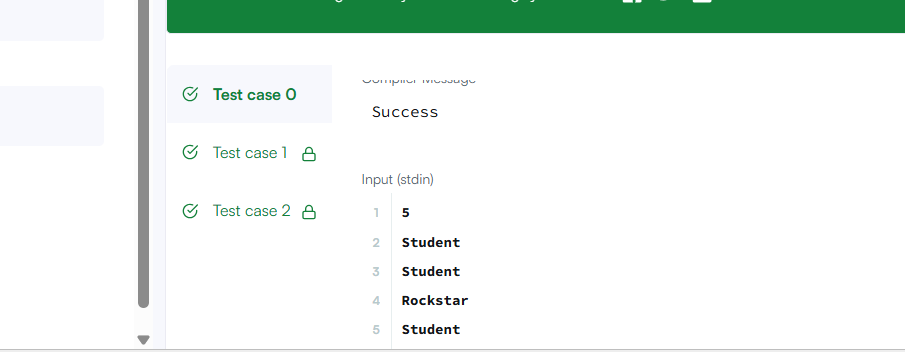 Compiler Message
Success
Test case 0
Test case 1
Test case 2
Input (stdin)
1 5
2 Student
3 Student
4 Rockstar
5 Student